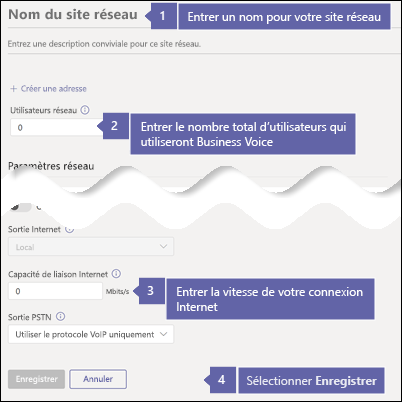 Nom du site réseau
1 Entrer un nom pour votre site réseau
Entrez une description conviviale pour ce site réseau.
+ Créer une adresse
Utilisateurs réseau
0
2 Entrer le nombre total d'utilisateurs qui
utiliseront Business Voice
Paramètres réseau
Sortie Internet
Local
Capacité de liaison Internet
0 Mbits/s
3 Entrer la vitesse de votre connexion
Internet
Sortie PSTN
Utiliser le protocole VoIP uniquement
Enregistrer
Annuler
4 Sélectionner Enregistrer